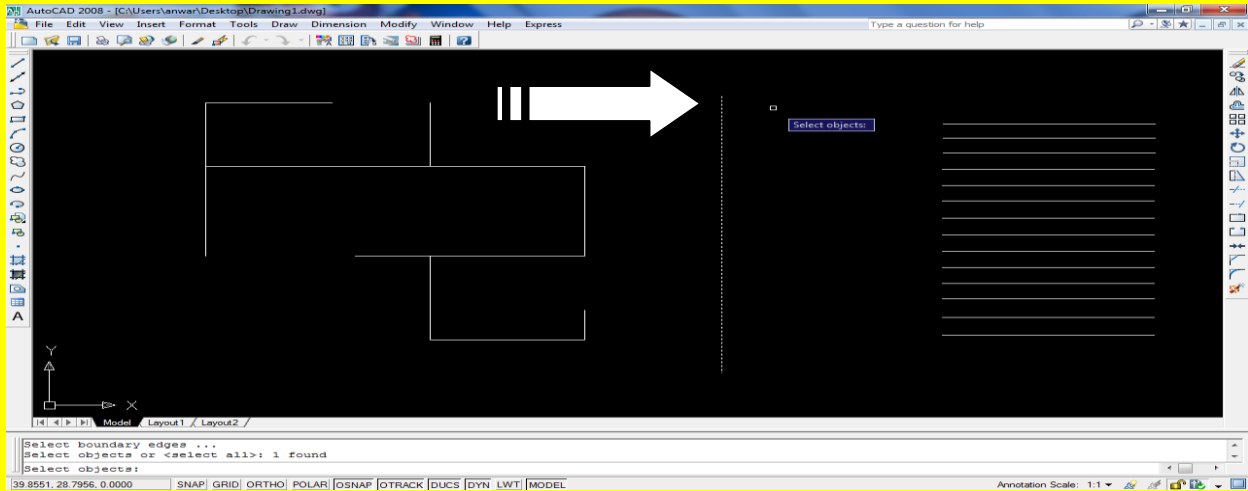 AutoCAD 2008 - [C:\Users\anwar\Desktop\Drawing1.dwg]
File Edit View Insert Format Tools Draw Dimension Modify Window Help Express
Type a question for help
Select objects:
Y
X
Model Layout1 Layout2
Select boundary edges ...
Select objects or <select all>: 1 found
Select objects:
39.8551, 28.7956, 0.0000 SNAP GRID ORTHO POLAR OSNAP OTRACK DUCS DYN LWT MODEL
Annotation Scale: 1:1